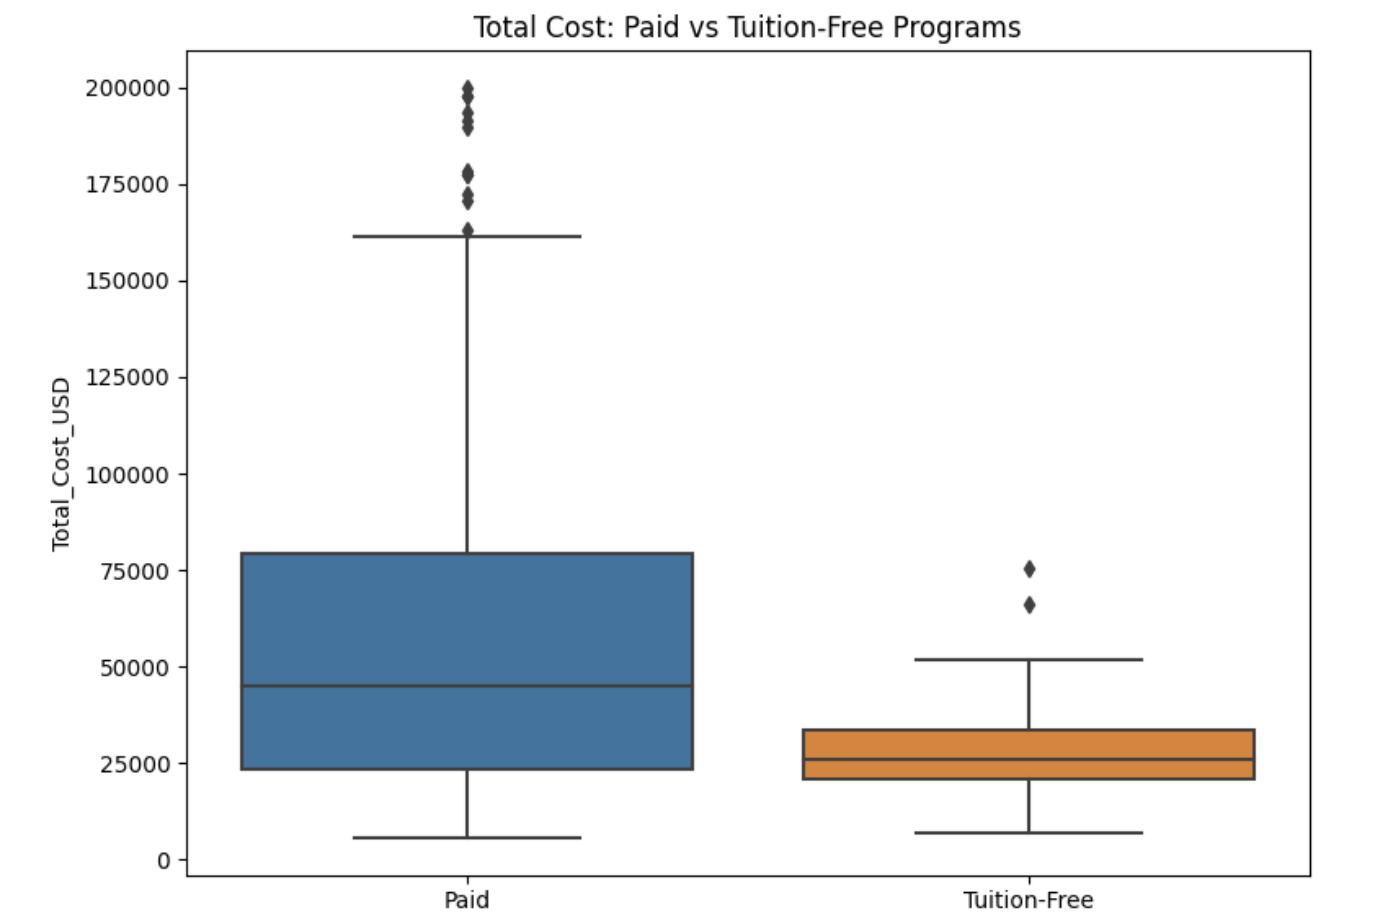 Total Cost: Paid vs Tuition-Free Programs
200000
175000
150000
125000
100000
75000
50000
25000
0
Total_Cost_USD
Paid
Tuition-Free